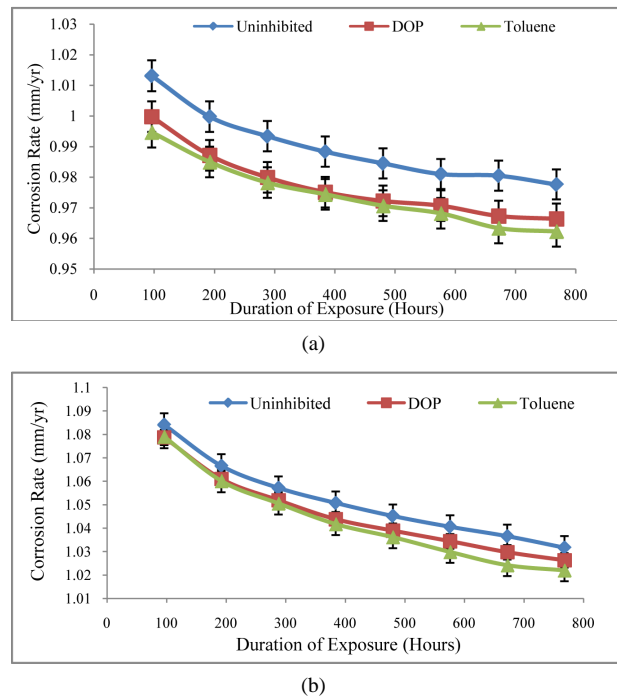 Uninhibited DOP Toluene
Corrosion Rate (mm/yr)
1.03
1.02
1.01
1
0.99
0.98
0.97
0.96
0.95
0 100 200 300 400 500 600 700 800
Duration of Exposure (Hours)
(a)
Uninhibited DOP Toluene
Corrosion Rate (mm/yr)
1.1
1.09
1.08
1.07
1.06
1.05
1.04
1.03
1.02
1.01
0 100 200 300 400 500 600 700 800
Duration of Exposure (Hours)
(b)